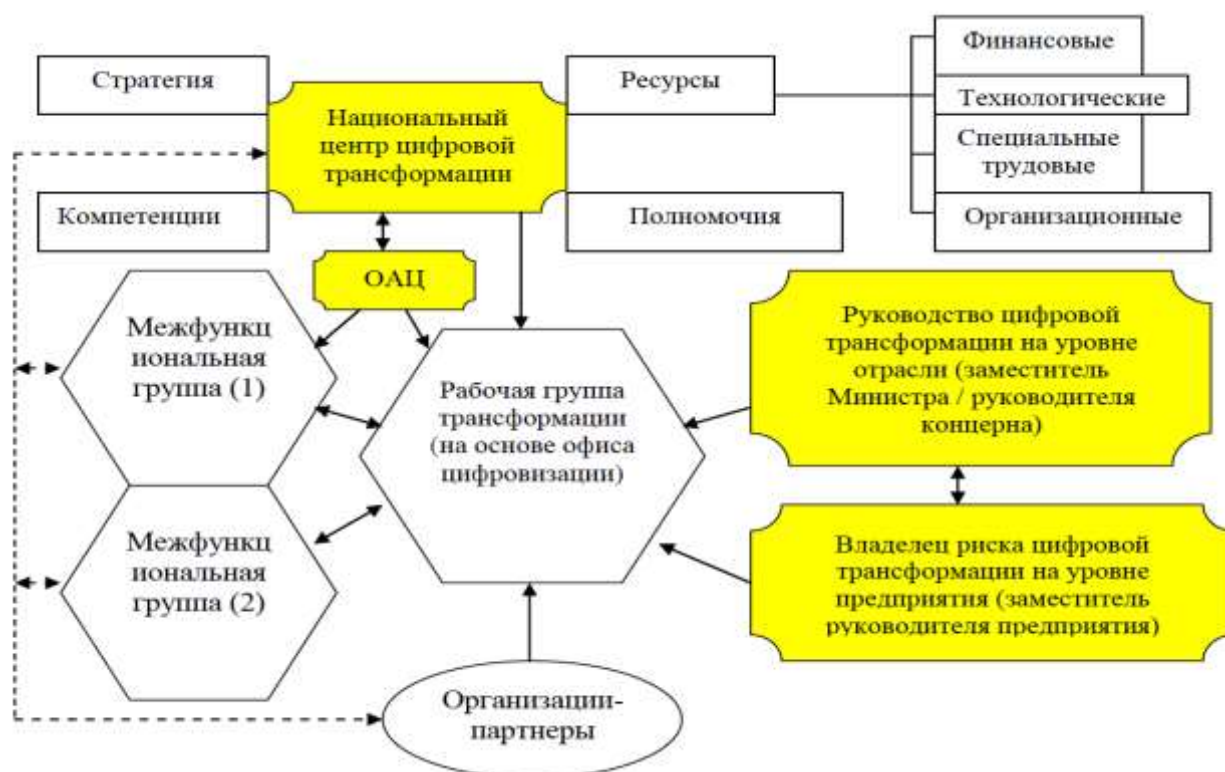 Стратегия
Национальный
центр цифровой
трансформации
Ресурсы
Финансовые
Технологические
Специальные
трудовые
Организационные
Компетенции
Полномочия
ОАЦ
Межфункц
иональная
группа (1)
Рабочая группа
трансформации
(на основе офиса
цифровизации)
Руководство цифровой
трансформации на уровне
отрасли (заместитель
Министра / руководителя
концерна)
Межфункц
иональная
группа (2)
Владелец риска цифровой
трансформации на уровне
предприятия (заместитель
руководителя предприятия)
Организации-
партнеры